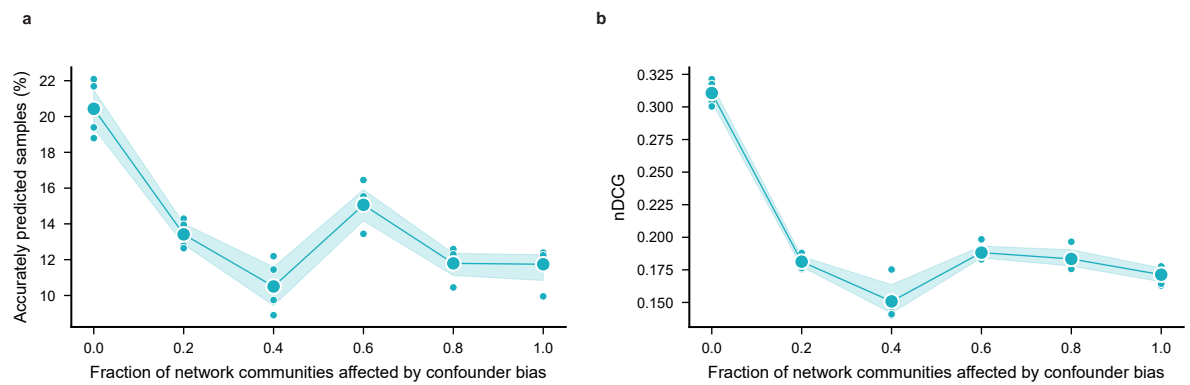 a
b
Accurately predicted samples (%)
22
20
18
16
14
12
10
0.0 0.2 0.4 0.6 0.8 1.0
Fraction of network communities affected by confounder bias
nDCG
0.325
0.300
0.275
0.250
0.225
0.200
0.175
0.150
0.0 0.2 0.4 0.6 0.8 1.0
Fraction of network communities affected by confounder bias